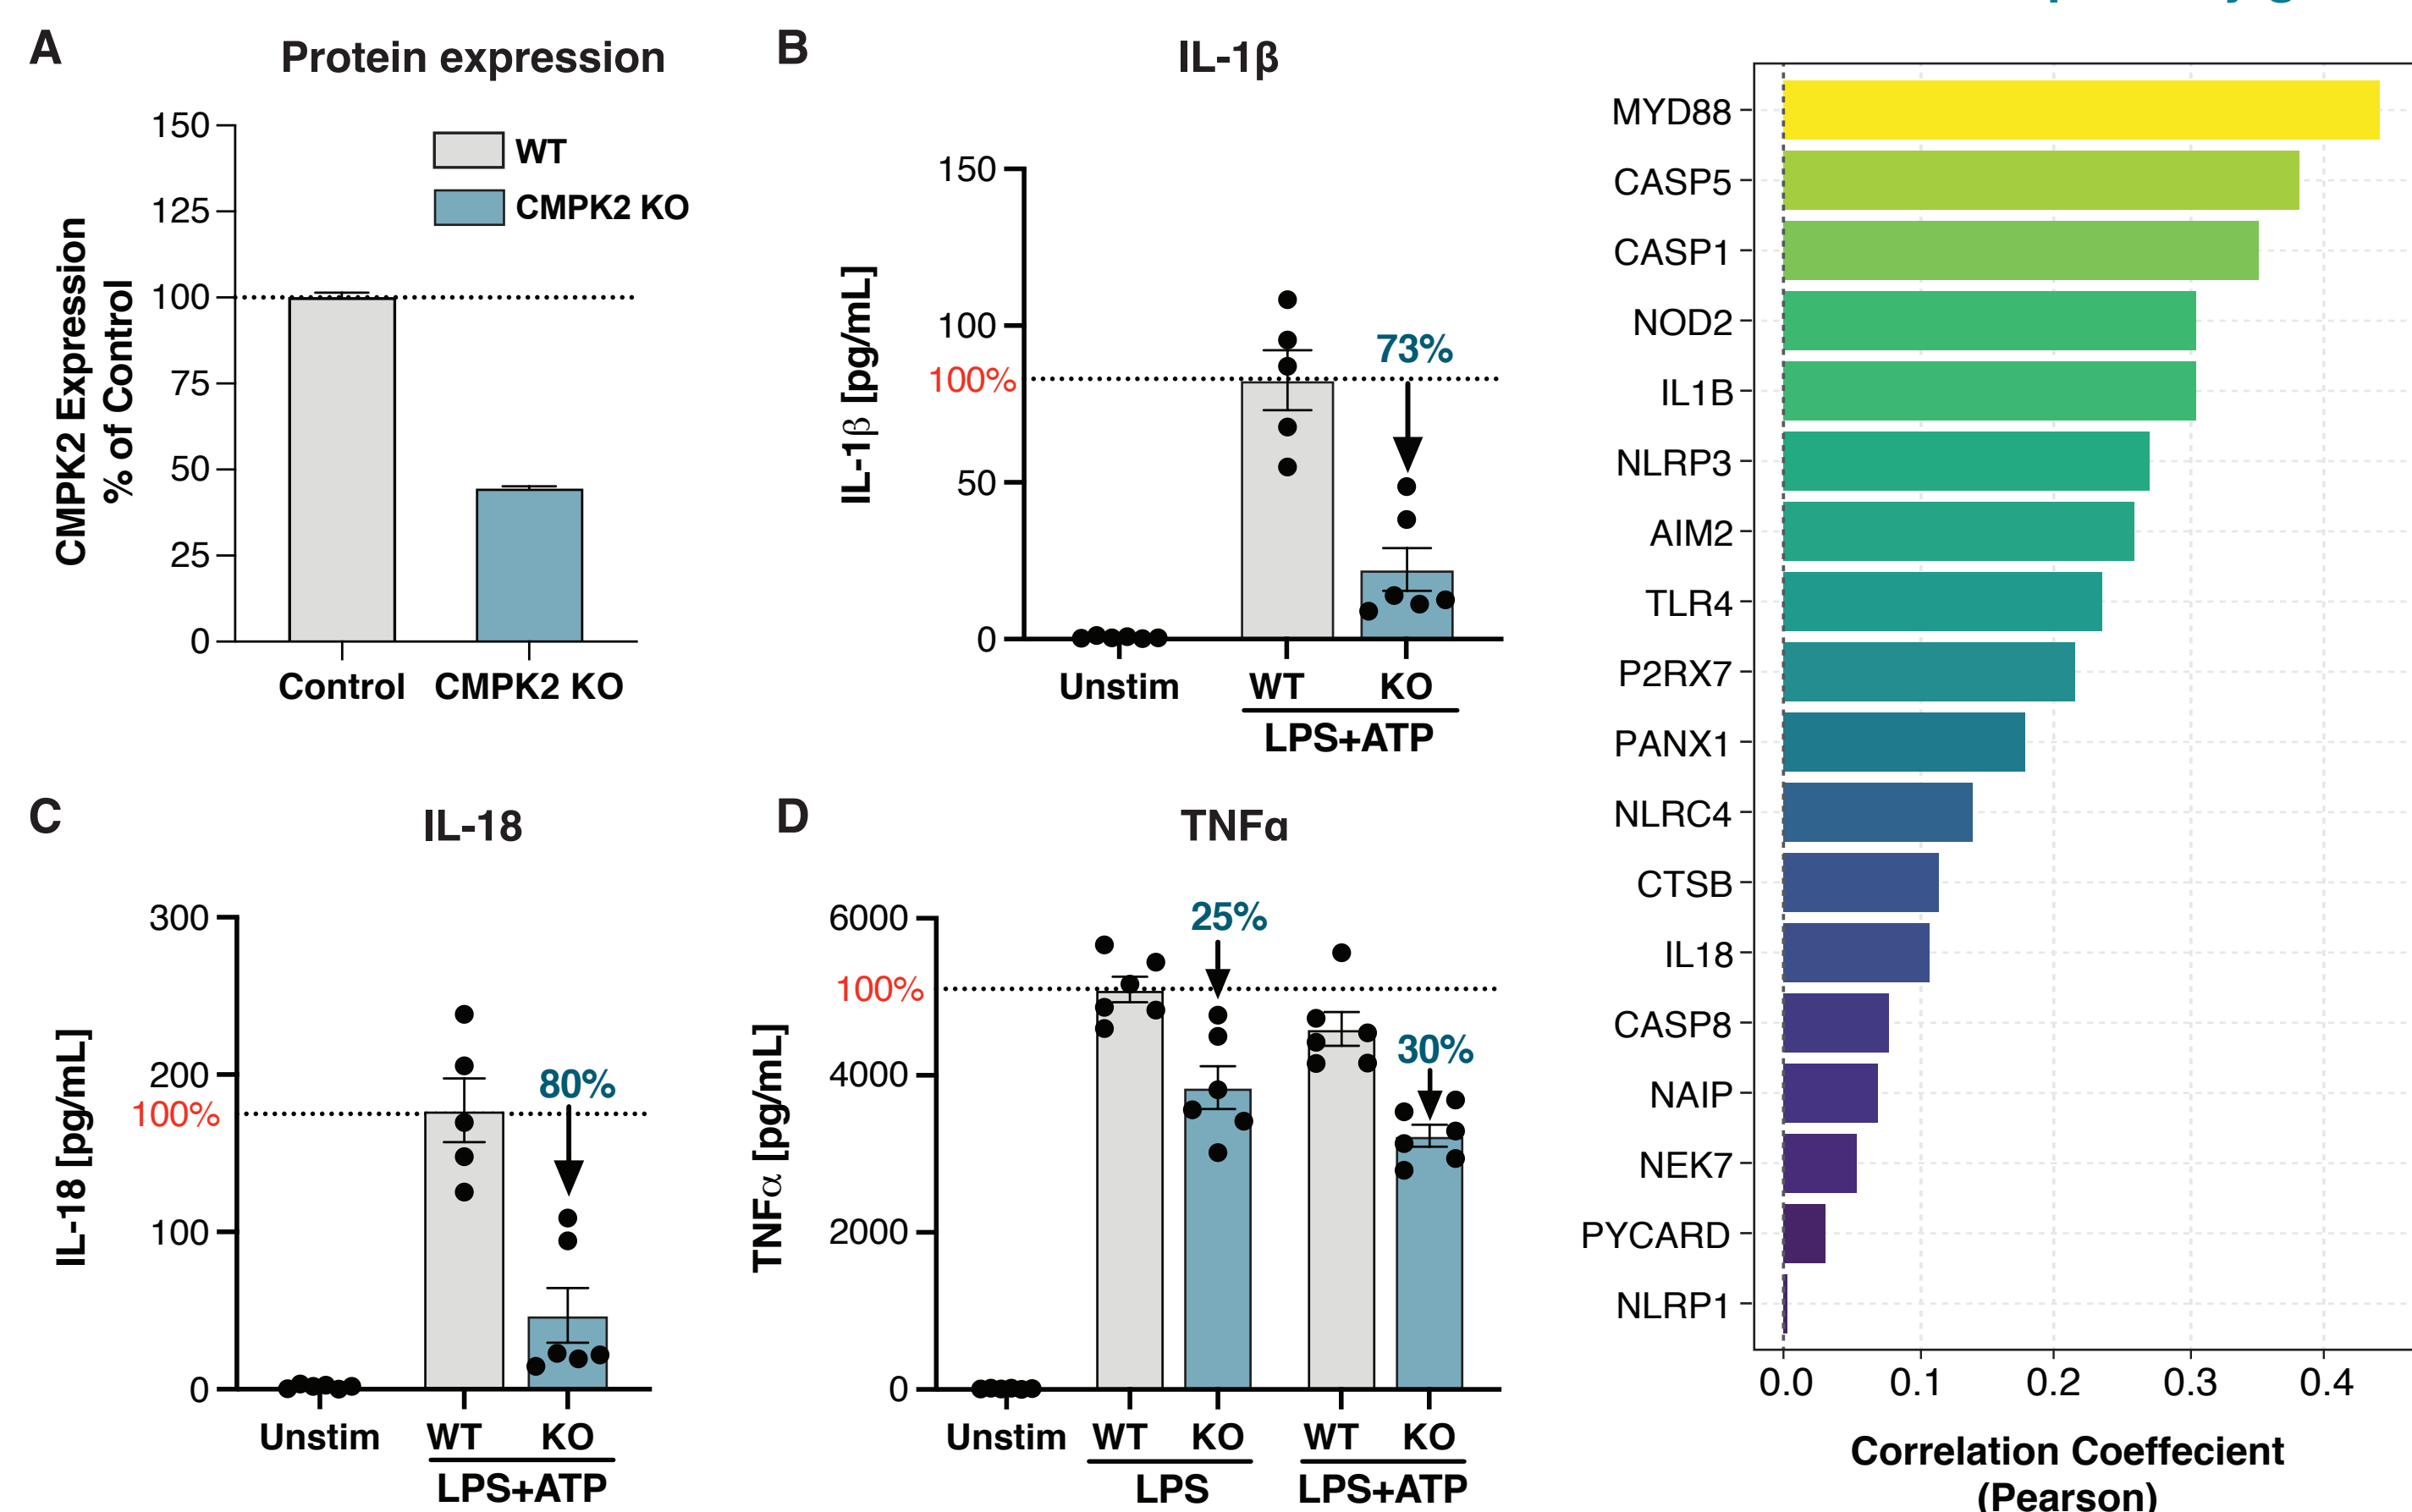 A
Protein expression
150
125
100
75
50
25
0
CMPK2 Expression
% of Control
WT
CMPK2 KO
Control
CMPK2 KO
B
IL-1β
150
100
100%
50
0
IL-1β [pg/mL]
73%
Unstim
WT
KO
LPS+ATP
C
IL-18
300
200
100%
100
0
IL-18 [pg/mL]
80%
Unstim
WT
KO
LPS+ATP
D
TNFα
6000
100%
4000
2000
0
TNFα [pg/mL]
25%
30%
Unstim
WT
KO
WT
KO
LPS
LPS+ATP
MYD88
CASP5
CASP1
NOD2
IL1B
NLRP3
AIM2
TLR4
P2RX7
PANX1
NLRC4
CTSB
IL18
CASP8
NAIP
NEK7
PYCARD
NLRP1
0.0
0.1
0.2
0.3
0.4
Correlation Coeffecient
(Pearson)